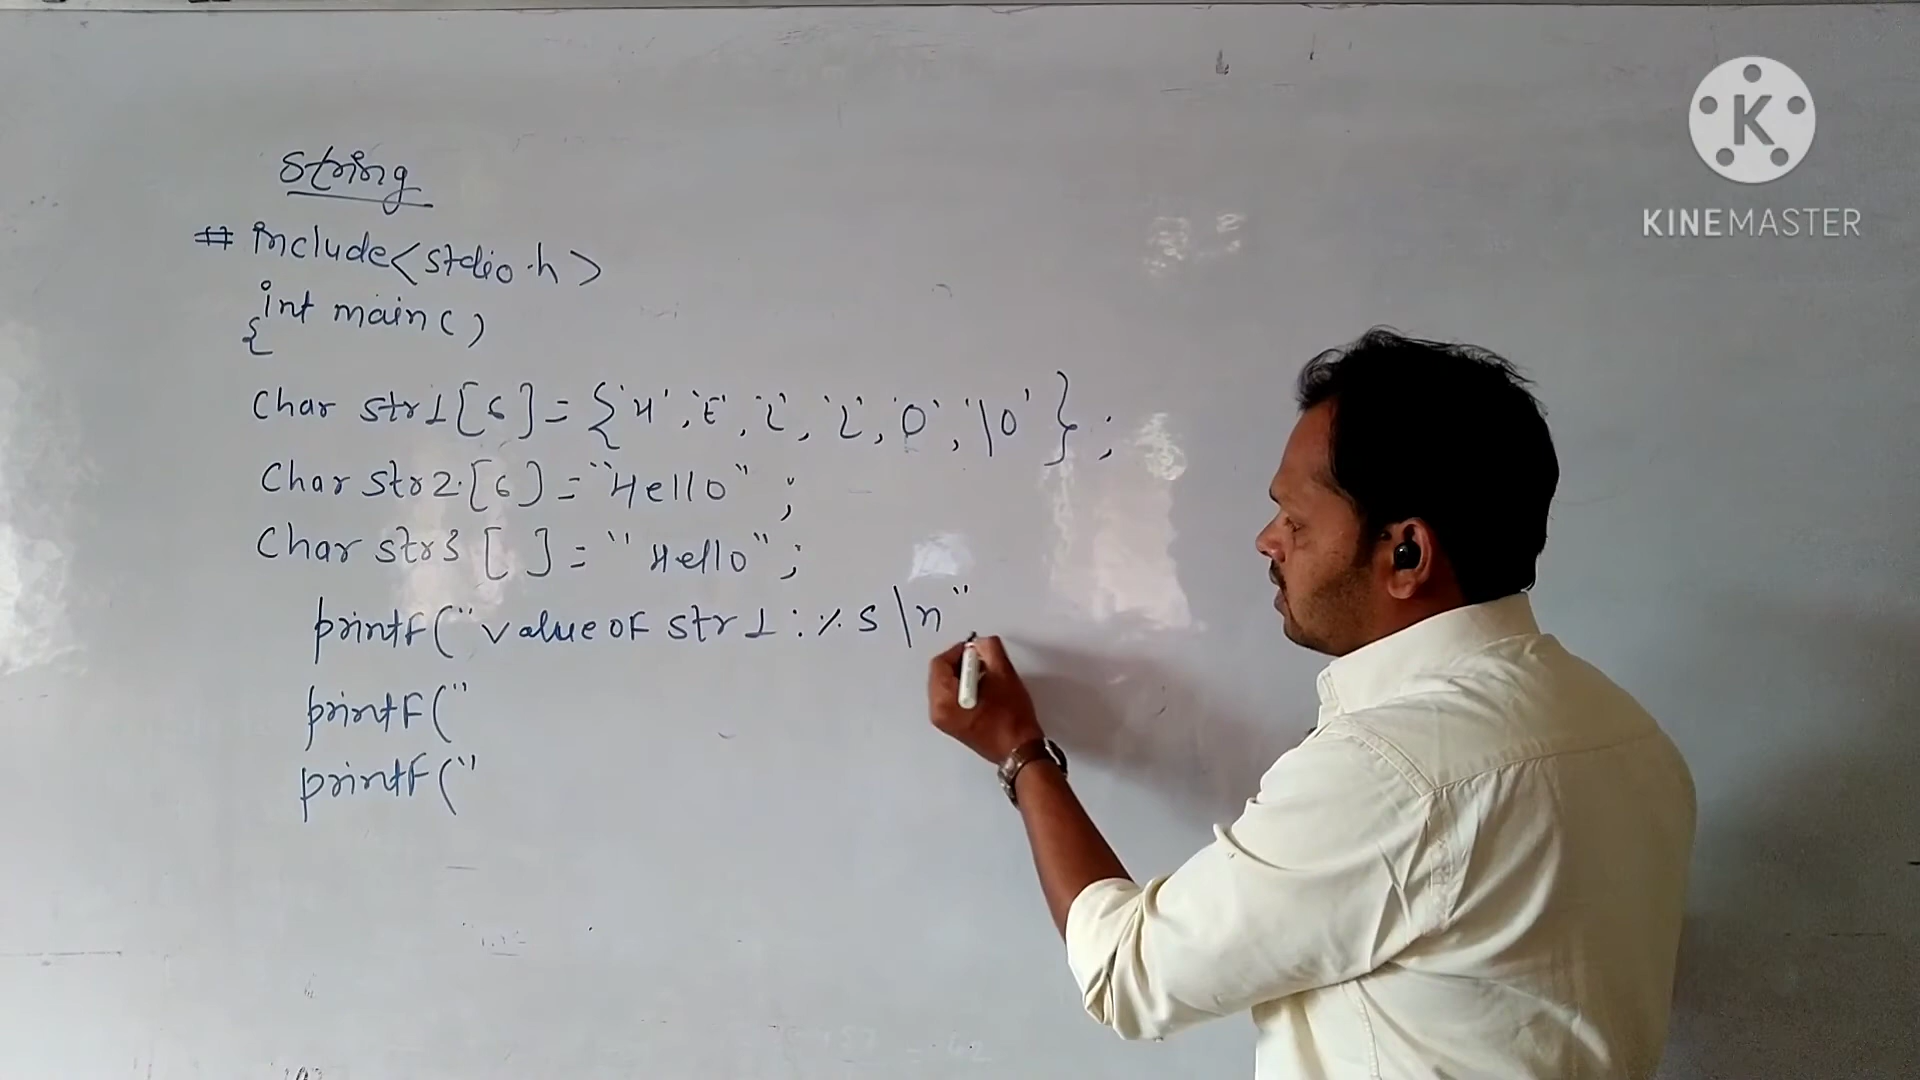 String
# include<stdio.h>
int main()
{
Char str1[6] = {'H','E','L','L','O','\0'};
Char str2[6] = "Hello";
Char str3[ ] = "Hello";
printf("value of str1:%s\n"
printf("
printf("
K
KINEMASTER